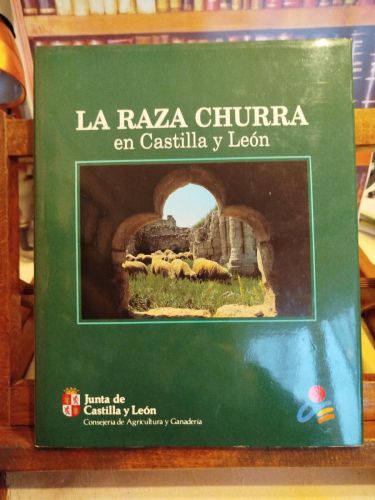 LA RAZA CHURRA
en Castilla y León
Junta de
Castilla y León
Consejería de Agricultura y Ganadería